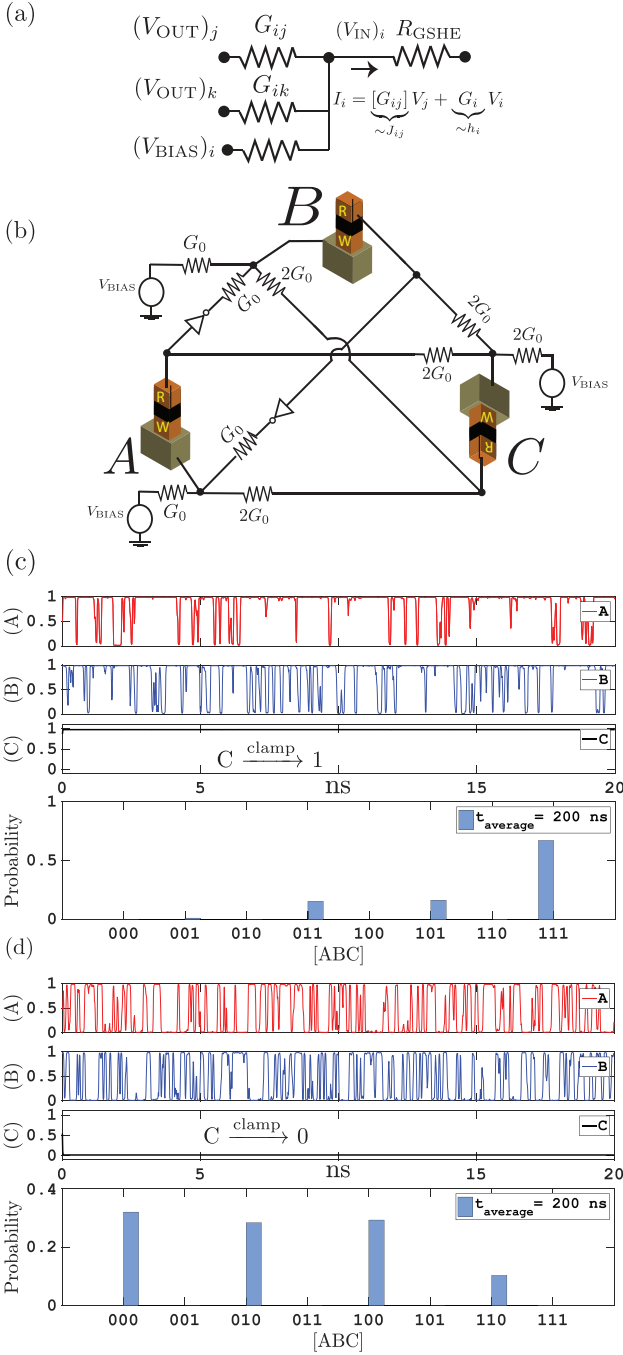 (a)
(V_OUT)_j G_ij (V_IN)_i R_GSHE
(V_OUT)_k G_ik I_i = [G_ij] V_j + G_i V_i
∼J_ij ∼h_i
(V_BIAS)_i
(b)
B
R
W
G_0
V_BIAS
G_0
2G_0
2G_0
2G_0
2G_0
V_BIAS
R
W
A
G_0
W
R
C
V_BIAS
G_0
2G_0
(c)
(A) 1 0.5 0 A
(B) 1 0.5 0 B
(C) 1 0.5 0 C
C clamp → 1
0 5 ns 15 20
Probability 1 0.5 0
t_average = 200 ns
000 001 010 011 100 101 110 111
[ABC]
(d)
(A) 1 0.5 0 A
(B) 1 0.5 0 B
(C) 1 0.5 0 C
C clamp → 0
0 5 ns 15 20
Probability 0.4 0.2 0
t_average = 200 ns
000 001 010 011 100 101 110 111
[ABC]